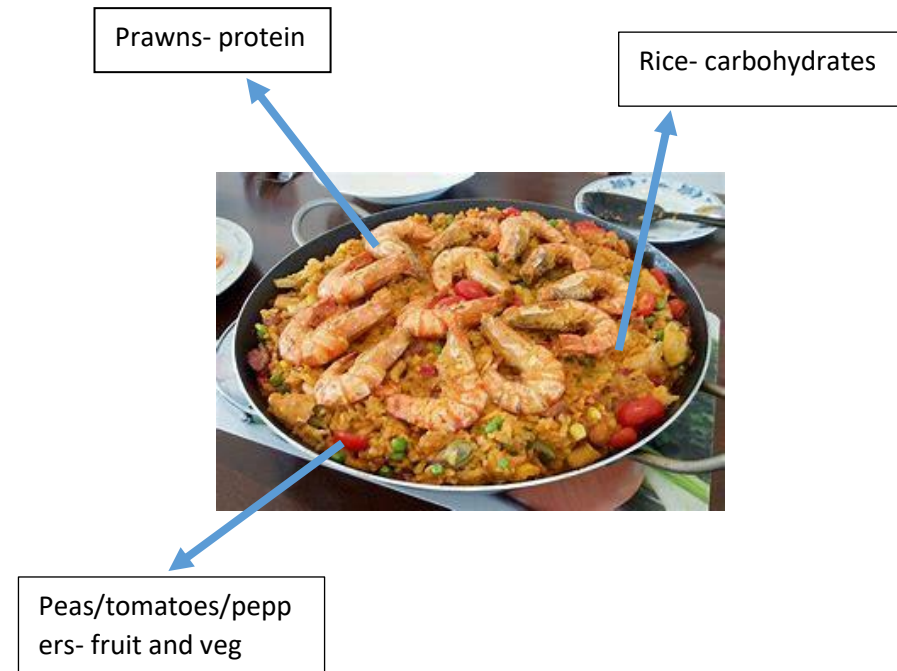 Prawns- protein
Rice- carbohydrates
Peas/tomatoes/pepp
ers- fruit and veg